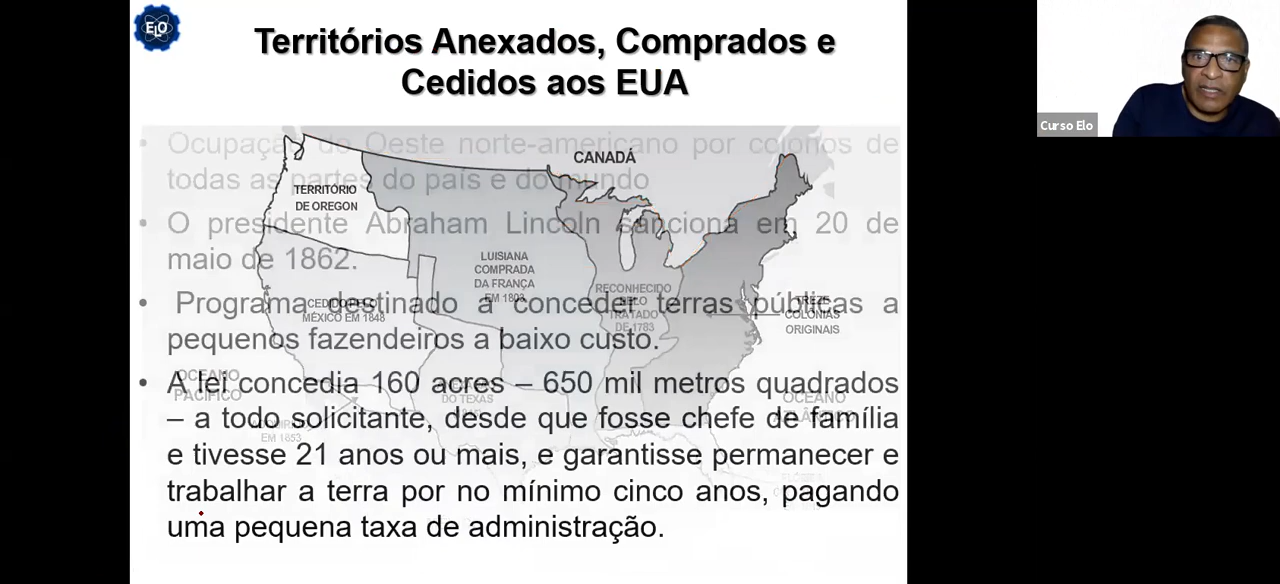 ELO
Territórios Anexados, Comprados e
Cedidos aos EUA
Curso Elo
• Ocupação do Oeste norte-americano por colonos de
todas as partes do país e do mundo
• O presidente Abraham Lincoln sanciona em 20 de
maio de 1862.
• Programa destinado a conceder terras públicas a
pequenos fazendeiros a baixo custo.
• A lei concedia 160 acres – 650 mil metros quadrados
– a todo solicitante, desde que fosse chefe de família
e tivesse 21 anos ou mais, e garantisse permanecer e
trabalhar a terra por no mínimo cinco anos, pagando
uma pequena taxa de administração.
CANADÁ
TERRITÓRIO
DE OREGON
LUISIANA
COMPRADA
DA FRANÇA
EM 1803
RECONHECIDO
PELO
TRATADO
DE 1783
CEDIDO PELO
MÉXICO EM 1848
TREZE
COLÔNIAS
ORIGINAIS
OCEANO
PACÍFICO
DO TEXAS
OCEANO
ATLÂNTICO
EM 1853